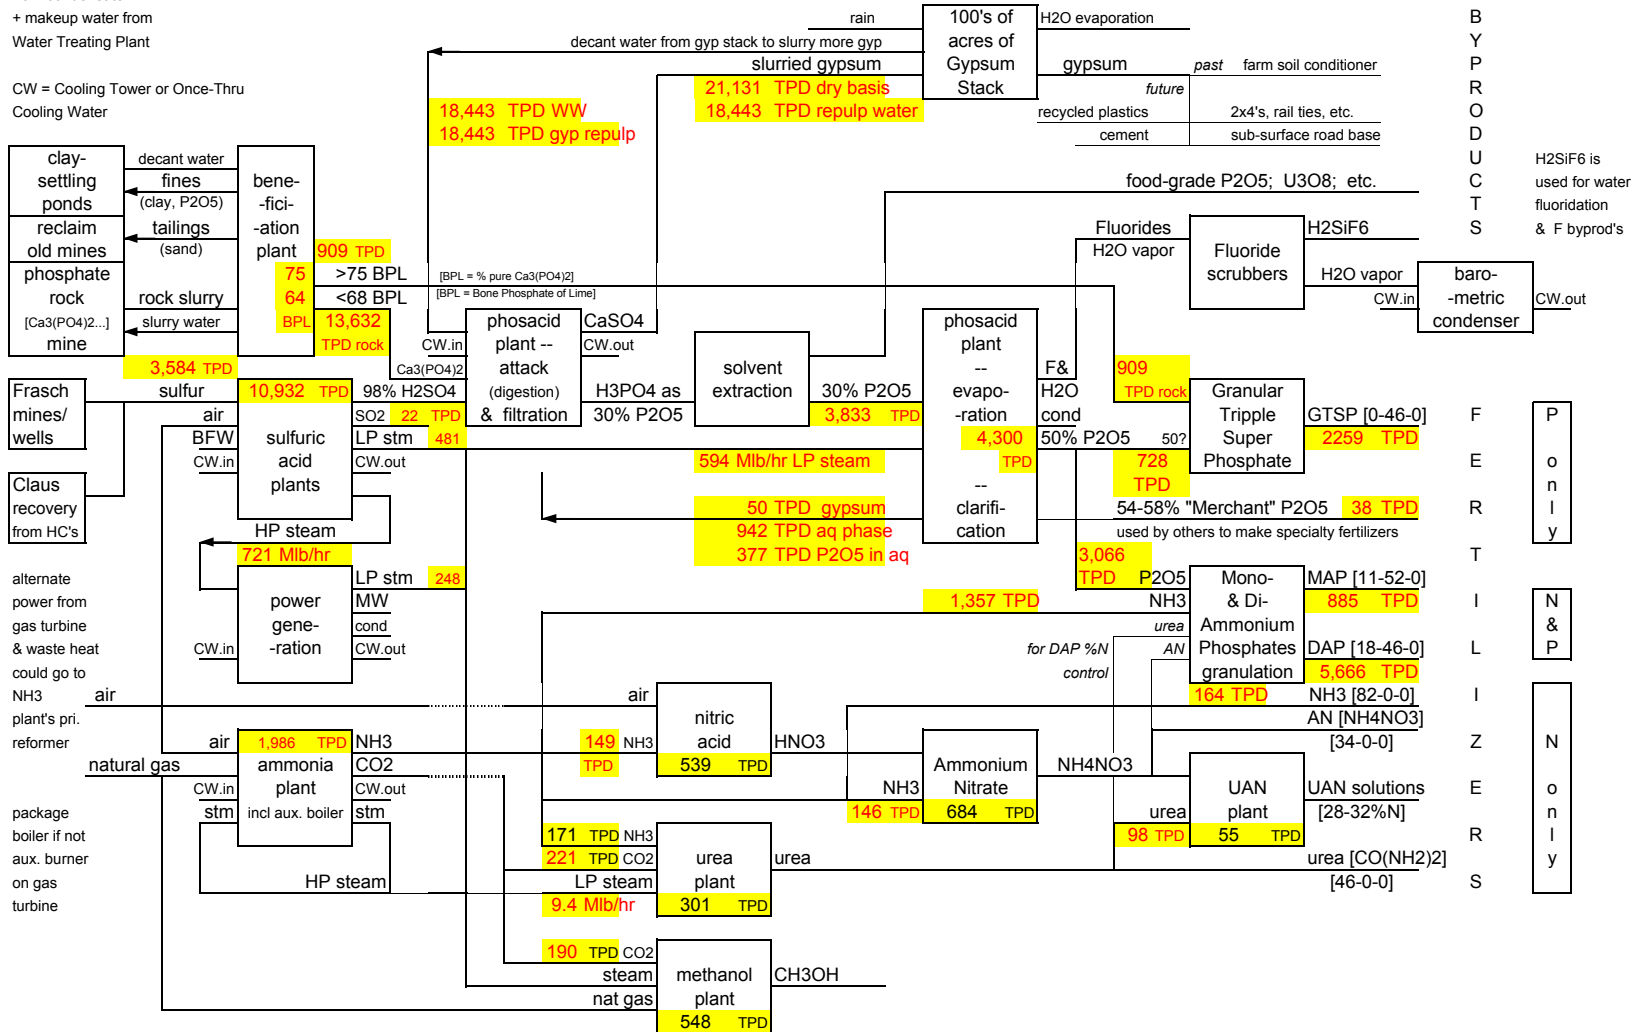 + makeup water from
Water Treating Plant
CW = Cooling Tower or Once-Thru
Cooling Water
rain
100's of
acres of
Gypsum
Stack
H2O evaporation
decant water from gyp stack to slurry more gyp
slurried gypsum
21,131 TPD dry basis
18,443 TPD repulp water
18,443 TPD WW
18,443 TPD gyp repulp
gypsum
past farm soil conditioner
future
recycled plastics
2x4's, rail ties, etc.
cement
sub-surface road base
B
Y
P
R
O
D
U
C
T
S
H2SiF6 is
used for water
fluoridation
& F byprod's
clay-
settling
ponds
reclaim
old mines
phosphate
rock
[Ca3(PO4)2...]
mine
decant water
fines
(clay, P2O5)
tailings
(sand)
rock slurry
slurry water
bene-
-fici-
-ation
plant
75
64
BPL
909 TPD
>75 BPL
<68 BPL
13,632
TPD rock
[BPL = % pure Ca3(PO4)2]
[BPL = Bone Phosphate of Lime]
food-grade P2O5; U3O8; etc.
Fluorides
H2O vapor
Fluoride
scrubbers
H2SiF6
H2O vapor
CW.in
baro-
-metric
condenser
CW.out
3,584 TPD
Frasch
mines/
wells
sulfur
air
BFW
CW.in
Claus
recovery
from HC's
10,932 TPD
sulfuric
acid
plants
98% H2SO4
SO2 22 TPD
LP stm 481
CW.out
HP steam
721 Mlb/hr
CW.in
Ca3(PO4)2
phosacid
plant --
attack
(digestion)
& filtration
CaSO4
CW.out
H3PO4 as
30% P2O5
solvent
extraction
30% P2O5
3,833 TPD
phosacid
plant
--
evapo-
-ration
4,300
TPD
--
clarifi-
cation
F&
H2O
cond
50% P2O5
50?
909
TPD rock
728
TPD
Granular
Tripple
Super
Phosphate
GTSP [0-46-0]
2259 TPD
594 Mlb/hr LP steam
50 TPD gypsum
942 TPD aq phase
377 TPD P2O5 in aq
54-58% "Merchant" P2O5 38 TPD
used by others to make specialty fertilizers
F
E
R
T
I
L
I
Z
E
R
S
P
o
n
l
y
N
&
P
N
o
n
l
y
alternate
power from
gas turbine
& waste heat
could go to
NH3
plant's pri.
reformer
package
boiler if not
aux. burner
on gas
turbine
power
gene-
-ration
CW.in
LP stm 248
MW
cond
CW.out
3,066
TPD P2O5
1,357 TPD
NH3
urea
for DAP %N AN
control
Mono-
& Di-
Ammonium
Phosphates
granulation
MAP [11-52-0]
885 TPD
DAP [18-46-0]
5,666 TPD
164 TPD
NH3 [82-0-0]
AN [NH4NO3]
[34-0-0]
air
natural gas
air
CW.in
stm
1,986 TPD
ammonia
plant
incl aux. boiler
NH3
CO2
CW.out
stm
HP steam
air
149 NH3
TPD
nitric
acid
539 TPD
HNO3
NH3
146 TPD
Ammonium
Nitrate
684 TPD
NH4NO3
urea
98 TPD
UAN
plant
55 TPD
UAN solutions
[28-32%N]
171 TPD NH3
221 TPD CO2
LP steam
9.4 Mlb/hr
urea
plant
301 TPD
urea
urea [CO(NH2)2]
[46-0-0]
190 TPD CO2
steam
nat gas
methanol
plant
548 TPD
CH3OH